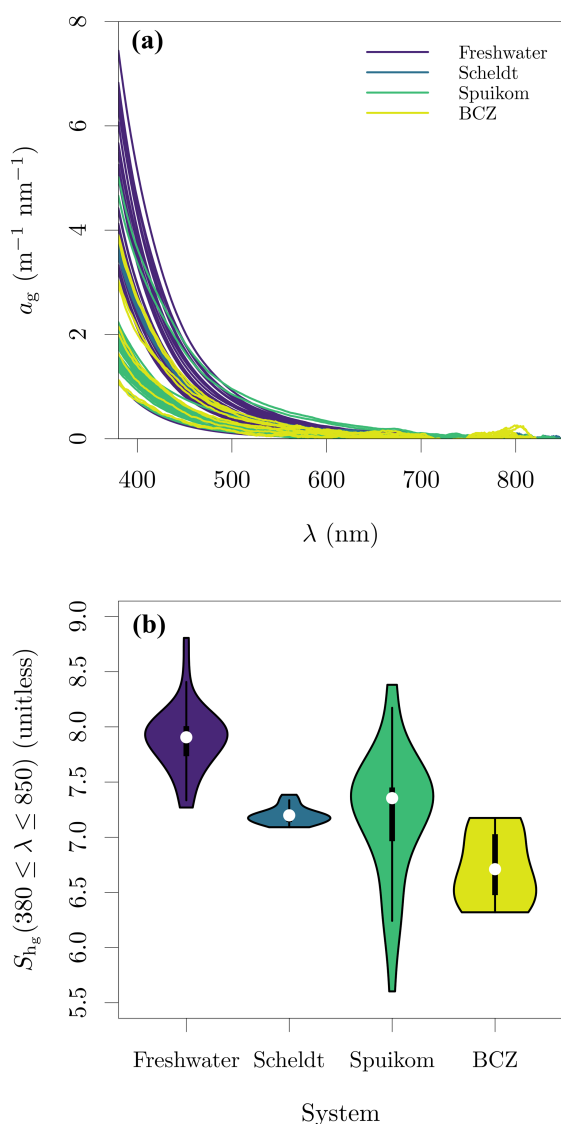 8
(a)
Freshwater
Scheldt
Spuikom
BCZ
6
4
2
0
a_g (m⁻¹ nm⁻¹)
400 500 600 700 800
λ (nm)
(b)
9.0
8.5
8.0
7.5
7.0
6.5
6.0
5.5
S_{h_g}(380 ≤ λ ≤ 850) (unitless)
Freshwater Scheldt Spuikom BCZ
System